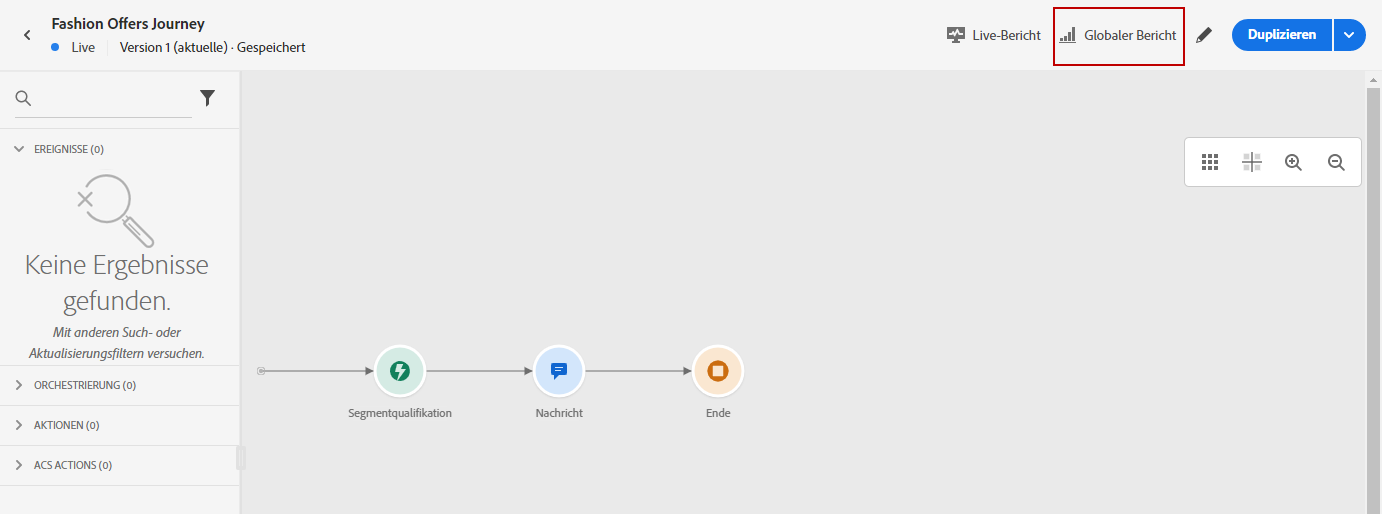 Fashion Offers Journey
Live
Version 1 (aktuelle) · Gespeichert
Live-Bericht
Globaler Bericht
Duplizieren
EREIGNISSE (0)
Keine Ergebnisse
gefunden.
Mit anderen Such- oder
Aktualisierungsfiltern versuchen.
ORCHESTRIERUNG (0)
AKTIONEN (0)
ACS ACTIONS (0)
Segmentqualifikation
Nachricht
Ende